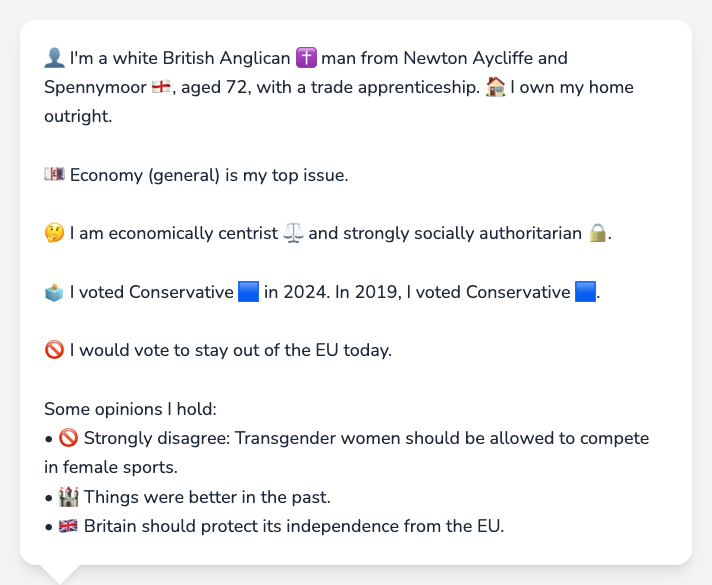 👤 I'm a white British Anglican ✝️ man from Newton Aycliffe and
Spennymoor 🏴󠁧󠁢󠁥󠁮󠁧󠁿, aged 72, with a trade apprenticeship. 🏠 I own my home
outright.
💷 Economy (general) is my top issue.
🤔 I am economically centrist ⚖️ and strongly socially authoritarian 🔒.
🗳️ I voted Conservative 🟦 in 2024. In 2019, I voted Conservative 🟦.
🚫 I would vote to stay out of the EU today.
Some opinions I hold:
• 🚫 Strongly disagree: Transgender women should be allowed to compete
in female sports.
• 🏰 Things were better in the past.
• 🇬🇧 Britain should protect its independence from the EU.